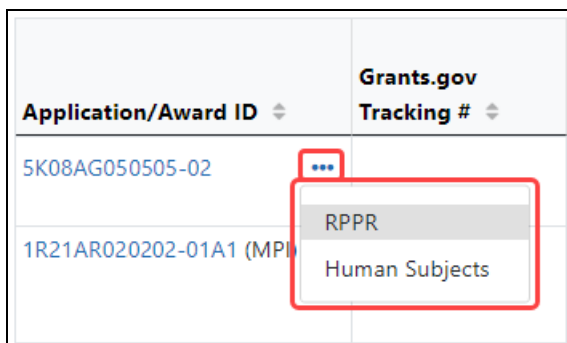 Grants.gov
Application/Award ID Tracking #
5K08AG050505-02 •••
RPPR
1R21AR020202-01A1 (MPI)
Human Subjects